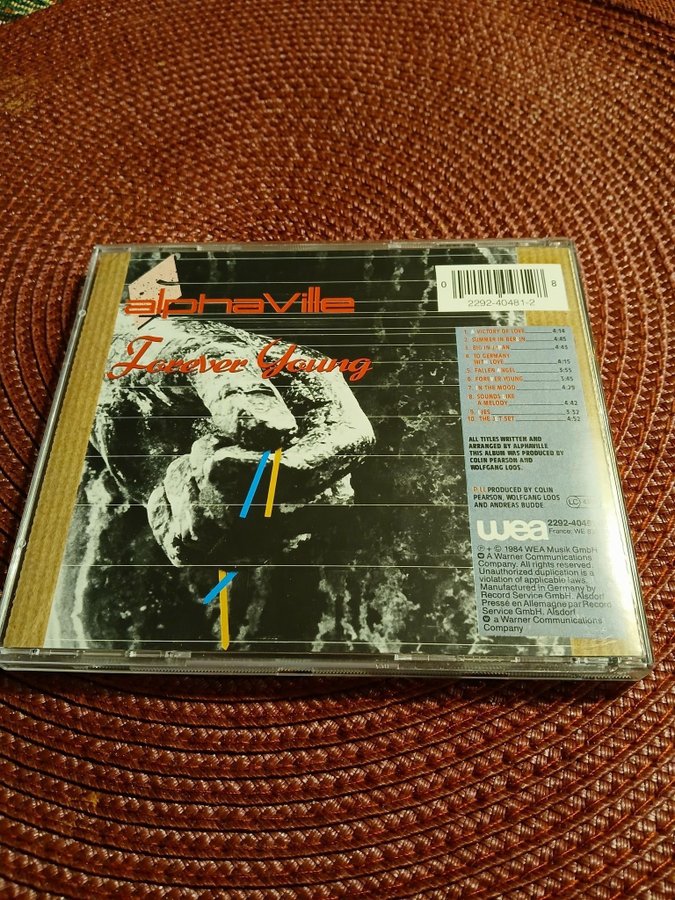 alphaville
Forever Young
0
8
2292-40481-2
1. A VICTORY OF LOVE 4:14
2. SUMMER IN BERLIN 4:45
3. BIG IN JAPAN 4:45
4. TO GERMANY
WITH LOVE 4:15
5. FALLEN ANGEL 3:55
6. FOREVER YOUNG 3:45
7. IN THE MOOD 4:29
8. SOUNDS LIKE
A MELODY 4:42
9. LIES 3:32
10. THE JET SET 4:52
ALL TITLES WRITTEN AND
ARRANGED BY ALPHAVILLE
THIS ALBUM WAS PRODUCED BY
COLIN PEARSON AND
WOLFGANG LOOS.
PRODUCED BY COLIN
PEARSON, WOLFGANG LOOS
AND ANDREAS BUDDE.
LC
wea
2292-4048
France: WE
℗ + © 1984 WEA Musik GmbH
A Warner Communications
Company. All rights reserved.
Unauthorized duplication is a
violation of applicable laws.
Manufactured in Germany by
Record Service GmbH. Alsdorf
Pressé en Allemagne par Record
Service GmbH. Alsdorf
a Warner Communications
Company